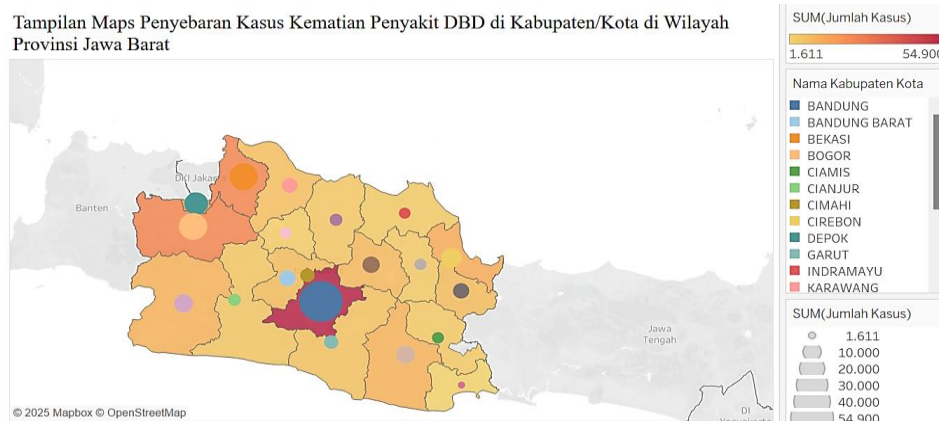 Tampilan Maps Penyebaran Kasus Kematian Penyakit DBD di Kabupaten/Kota di Wilayah
Provinsi Jawa Barat
SUM(Jumlah Kasus)
1.611 54.900
Nama Kabupaten Kota
BANDUNG
BANDUNG BARAT
BEKASI
BOGOR
CIAMIS
CIANJUR
CIMAHI
CIREBON
DEPOK
GARUT
INDRAMAYU
KARAWANG
SUM(Jumlah Kasus)
1.611
10.000
20.000
30.000
40.000
54.900
DKI Jakarta
Banten
Jawa
Tengah
DI
© 2025 Mapbox © OpenStreetMap